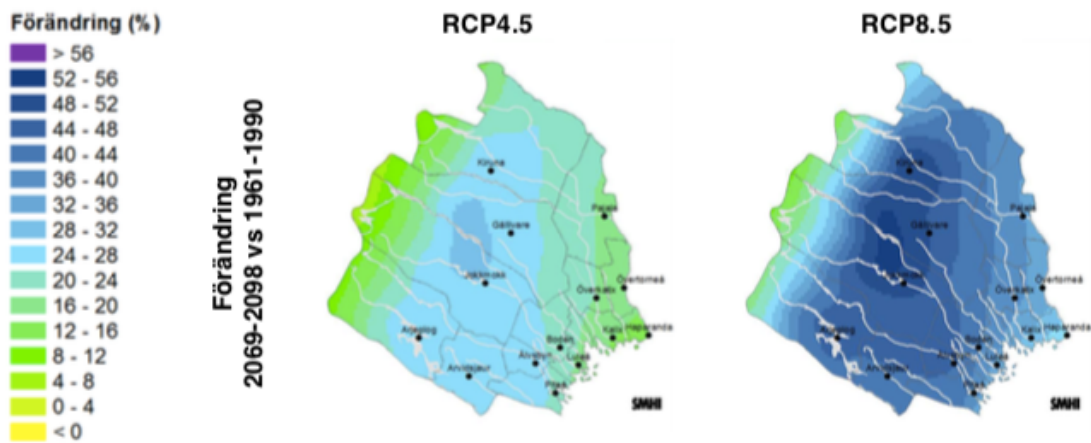 Förändring (%)
> 56
52 - 56
48 - 52
44 - 48
40 - 44
36 - 40
32 - 36
28 - 32
24 - 28
20 - 24
16 - 20
12 - 16
8 - 12
4 - 8
0 - 4
< 0
Förändring
2069-2098 vs 1961-1990
RCP4.5
Kiruna
Pajala
Gällivare
Jokkmokk
Övertorneå
Överkalix
Arjeplog
Kalix
Haparanda
Boden
Älvsbyn
Luleå
Arvidsjaur
Piteå
SMHI
RCP8.5
Kiruna
Pajala
Gällivare
Övertorneå
Överkalix
Arjeplog
Kalix
Haparanda
Boden
Älvsbyn
Luleå
Arvidsjaur
Piteå
SMHI